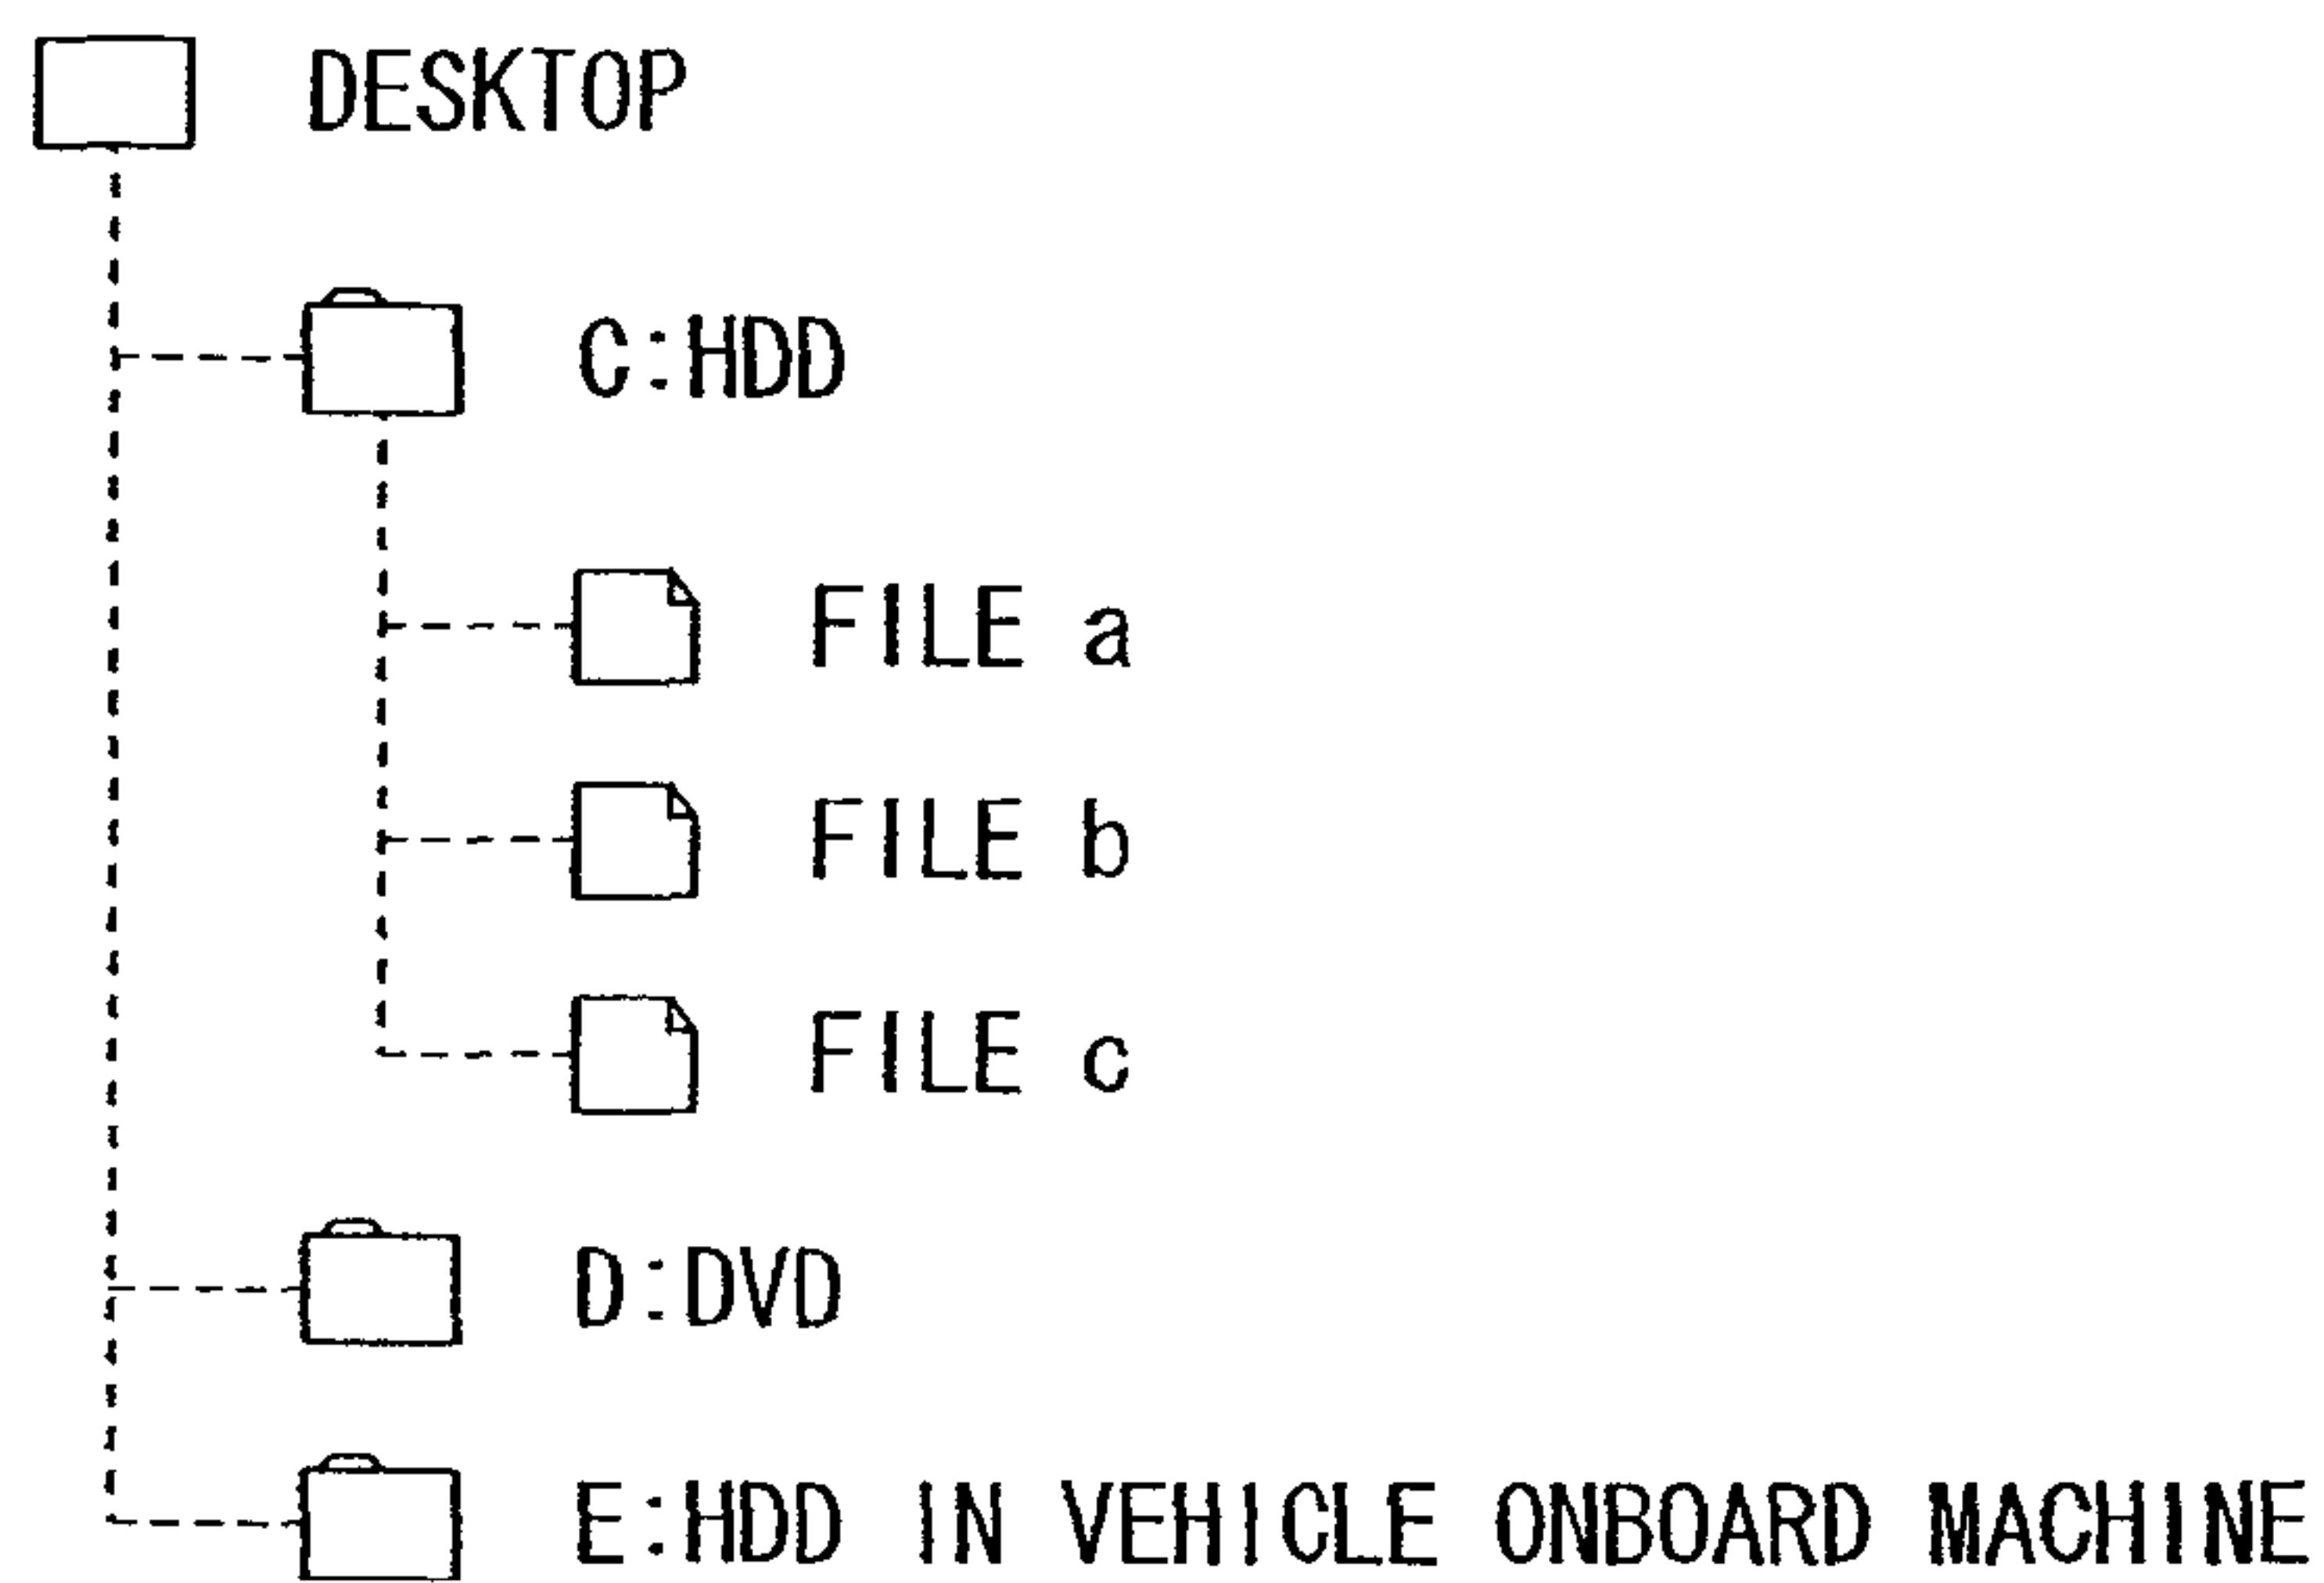 DESKTOP
C:HDD
FILE a
FILE b
FILE c
D:DVD
E:HDD IN VEHICLE ONBOARD MACHINE